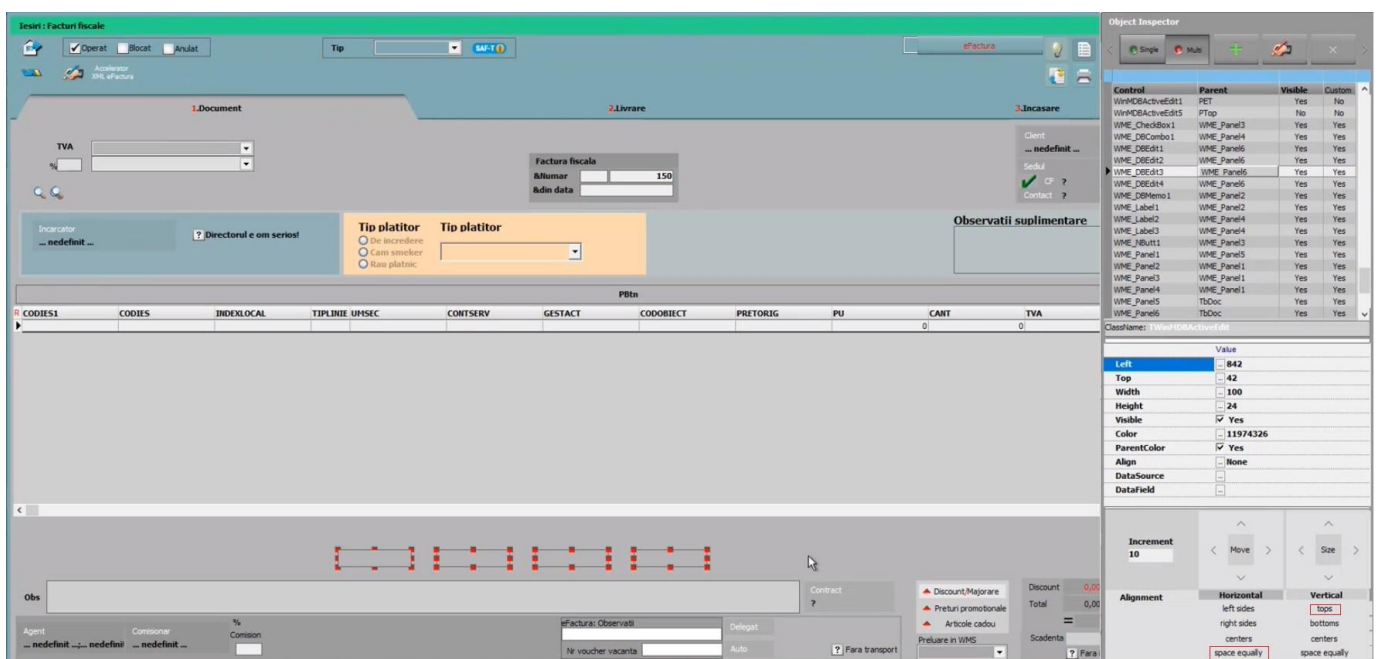 Iesiri : Facturi fiscale
Operat Blocat Anulat
Tip
SAF-T
eFactura
Accelerator
XML eFactura
1.Document
2.Livrare
3.Incasare
TVA
%
Factura fiscala
&Numar 150
&din data
Client
... nedefinit ...
Sediul
CF ?
Contact ?
Incarcator
... nedefinit ...
? Directorul e om serios!
Tip platitor
De incredere
Cam smeker
Rau platnic
Tip platitor
Observatii suplimentare
PBtn
R CODIES1 CODIES INDEXLOCAL TIPLINIE UMSEC CONTSERV GESTACT CODOBIECT PRETORIG PU CANT TVA
0 0
Obs
Contract
?
Discount/Majorare
Preturi promotionale
Articole cadou
Preluare in WMS
Discount 0,00
Total 0,00
=
Scadenta
? Fara
Agent
... nedefinit ...;... nedefinit
Comisionar
... nedefinit ...
%
Comision
eFactura: Observatii
Nr voucher vacanta
Delegat
Auto
? Fara transport
Object Inspector
Single Multi
Control Parent Visible Custom
WinMDBActiveEdit1 PET Yes No
WinMDBActiveEdit5 PTop No No
WME_CheckBox1 WME_Panel3 Yes Yes
WME_DBCombo1 WME_Panel4 Yes Yes
WME_DBEdit1 WME_Panel6 Yes Yes
WME_DBEdit2 WME_Panel6 Yes Yes
WME_DBEdit3 WME_Panel6 Yes Yes
WME_DBEdit4 WME_Panel6 Yes Yes
WME_DBMemo1 WME_Panel2 Yes Yes
WME_Label1 WME_Panel2 Yes Yes
WME_Label2 WME_Panel4 Yes Yes
WME_Label3 WME_Panel4 Yes Yes
WME_NButt1 WME_Panel3 Yes Yes
WME_Panel1 WME_Panel5 Yes Yes
WME_Panel2 WME_Panel1 Yes Yes
WME_Panel3 WME_Panel1 Yes Yes
WME_Panel4 WME_Panel1 Yes Yes
WME_Panel5 TbDoc Yes Yes
WME_Panel6 TbDoc Yes Yes
ClassName: TWinMDBActiveEdit
Value
Left ... 842
Top ... 42
Width ... 100
Height ... 24
Visible Yes
Color ... 11974326
ParentColor Yes
Align ... None
DataSource ...
DataField ...
Increment
10
Move
Size
Alignment
Horizontal Vertical
left sides tops
right sides bottoms
centers centers
space equally space equally